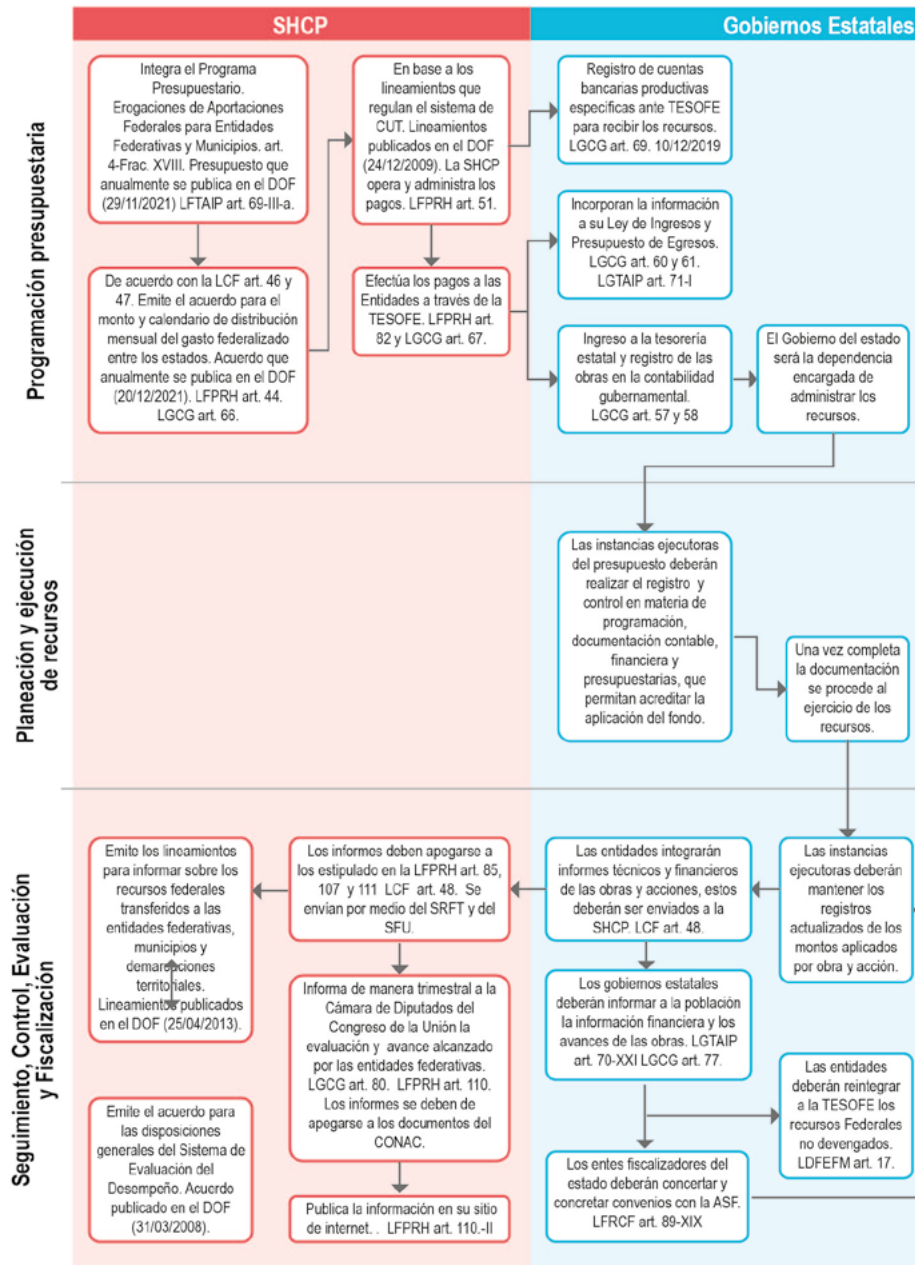 SHCP
Gobiernos Estatales
Programación presupuestaria
Integra el Programa
Presupuestario.
Erogaciones de Aportaciones
Federales para Entidades
Federativas y Municipios. art.
4-Frac. XVIII. Presupuesto que
anualmente se publica en el DOF
(29/11/2021) LFTAIP art. 69-III-a.
De acuerdo con la LCF art. 46 y
47. Emite el acuerdo para el
monto y calendario de distribución
mensual del gasto federalizado
entre los estados. Acuerdo que
anualmente se publica en el DOF
(20/12/2021). LFPRH art. 44.
LGCG art. 66.
En base a los
lineamientos que
regulan el sistema de
CUT. Lineamientos
publicados en el DOF
(24/12/2009). La SHCP
opera y administra los
pagos. LFPRH art. 51.
Efectúa los pagos a las
Entidades a través de la
TESOFE. LFPRH art.
82 y LGCG art. 67.
Registro de cuentas
bancarias productivas
especificas ante TESOFE
para recibir los recursos.
LGCG art. 69. 10/12/2019
Incorporan la información
a su Ley de Ingresos y
Presupuesto de Egresos.
LGCG art. 60 y 61.
LGTAIP art. 71-I
Ingreso a la tesorería
estatal y registro de las
obras en la contabilidad
gubernamental.
LGCG art. 57 y 58
El Gobierno del estado
será la dependencia
encargada de
administrar los
recursos.
Planeación y ejecución
de recursos
Las instancias ejecutoras
del presupuesto deberán
realizar el registro y
control en materia de
programación,
documentación contable,
financiera y
presupuestarias, que
permitan acreditar la
aplicación del fondo.
Una vez completa
la documentación
se procede al
ejercicio de los
recursos.
Seguimiento, Control, Evaluación
y Fiscalización
Emite los lineamientos
para informar sobre los
recursos federales
transferidos a las
entidades federativas,
municipios y
demarcaciones
territoriales.
Lineamientos publicados
en el DOF (25/04/2013).
Emite el acuerdo para
las disposiciones
generales del Sistema de
Evaluación del
Desempeño. Acuerdo
publicado en el DOF
(31/03/2008).
Los informes deben apegarse a
los estipulado en la LFPRH art. 85,
107 y 111 LCF art. 48. Se
envían por medio del SRFT y del
SFU.
Informa de manera trimestral a la
Cámara de Diputados del
Congreso de la Unión la
evaluación y avance alcanzado
por las entidades federativas.
LGCG art. 80. LFPRH art. 110.
Los informes se deben de
apegarse a los documentos del
CONAC.
Publica la información en su sitio
de internet. . LFPRH art. 110.-II
Las entidades integrarán
informes técnicos y financieros
de las obras y acciones, estos
deberán ser enviados a la
SHCP. LCF art. 48.
Los gobiernos estatales
deberán informar a la población
la información financiera y los
avances de las obras. LGTAIP
art. 70-XXI LGCG art. 77.
Los entes fiscalizadores del
estado deberán concertar y
concretar convenios con la ASF.
LFRCF art. 89-XIX
Las instancias
ejecutoras deberán
mantener los
registros
actualizados de los
montos aplicados
por obra y acción.
Las entidades
deberán reintegrar
a la TESOFE los
recursos Federales
no devengados.
LDFEFM art. 17.